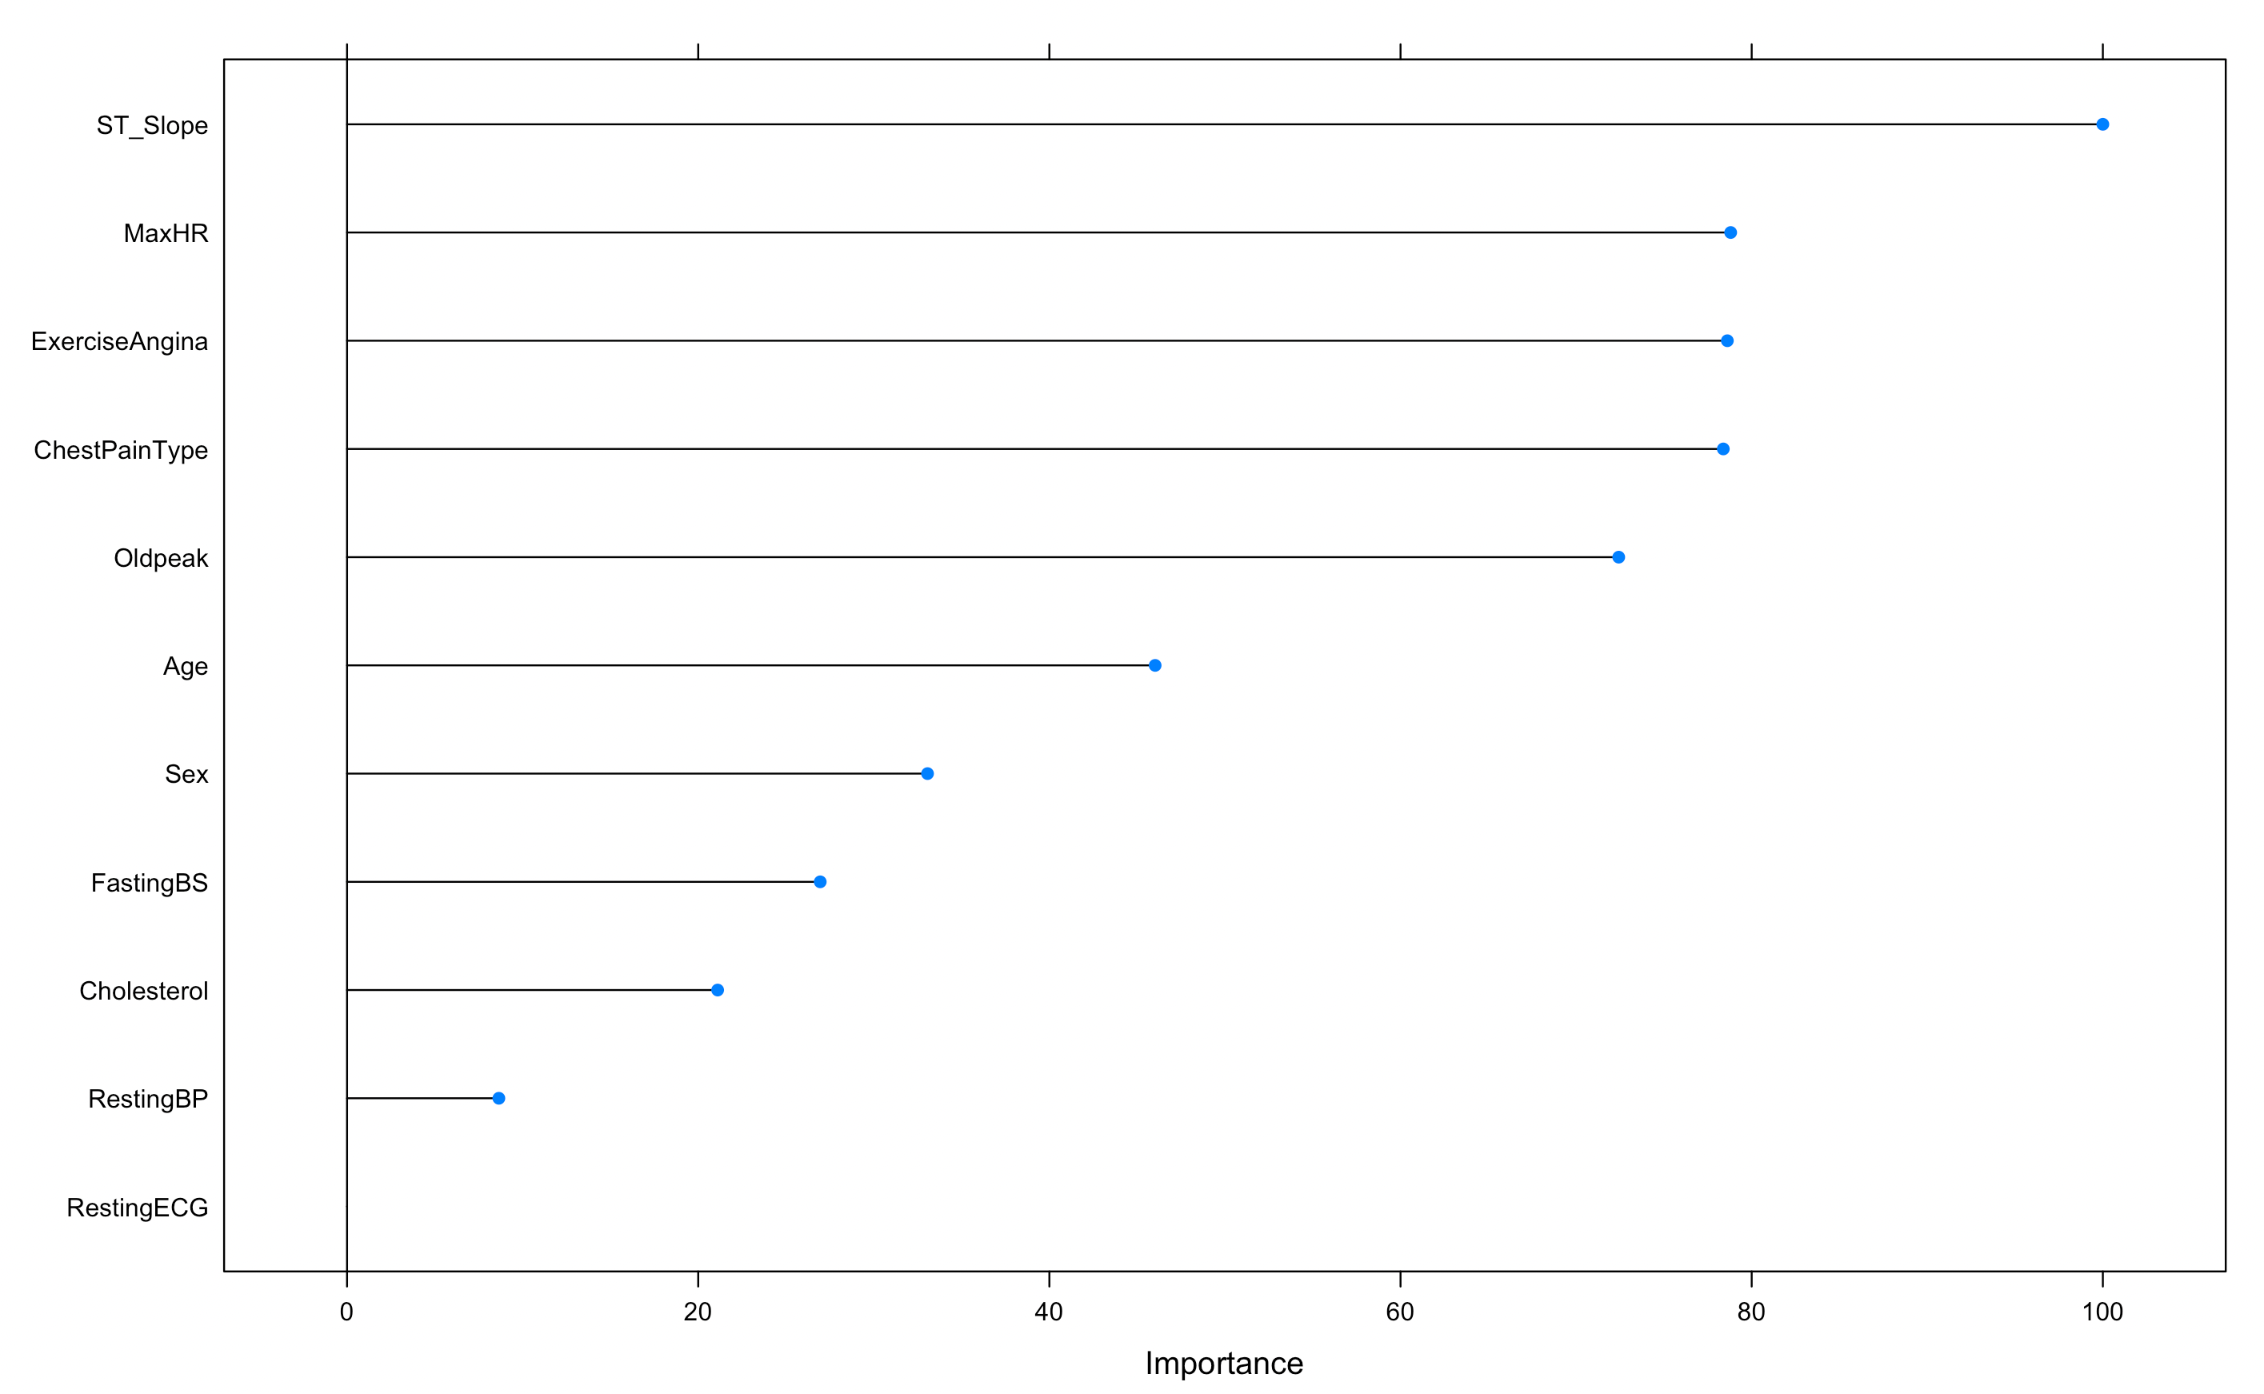 ST_Slope
MaxHR
ExerciseAngina
ChestPainType
Oldpeak
Age
Sex
FastingBS
Cholesterol
RestingBP
RestingECG
0 20 40 60 80 100
Importance